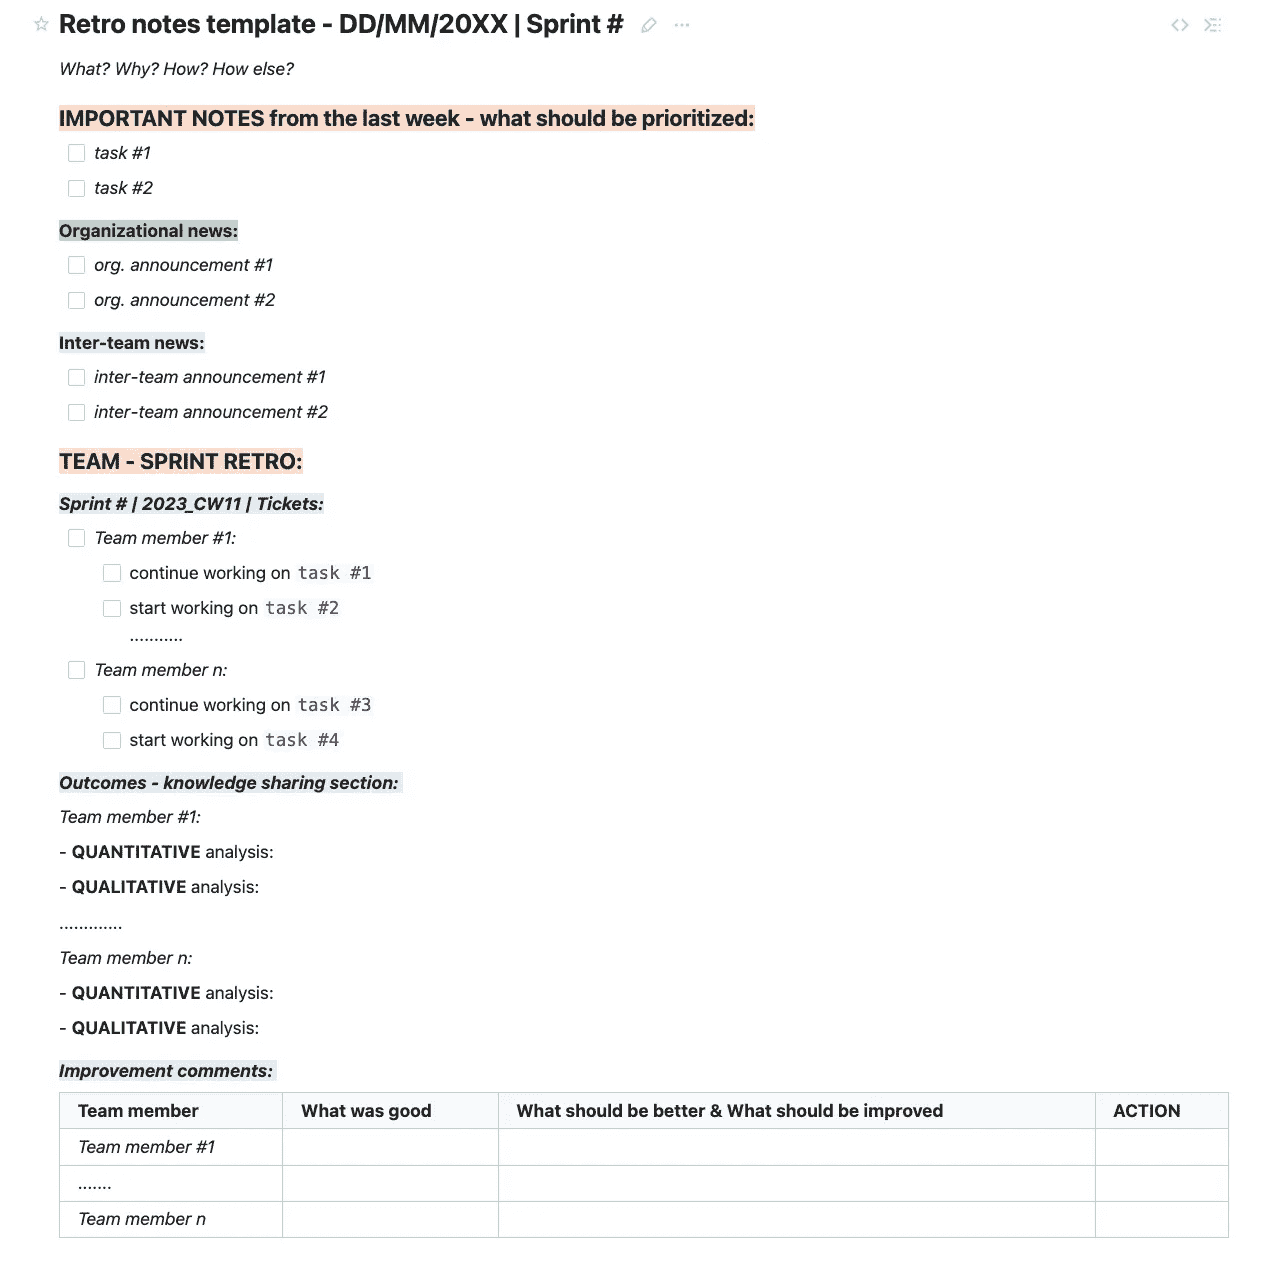 Retro notes template - DD/MM/20XX | Sprint #
What? Why? How? How else?
IMPORTANT NOTES from the last week - what should be prioritized:
task #1
task #2
Organizational news:
org. announcement #1
org. announcement #2
Inter-team news:
inter-team announcement #1
inter-team announcement #2
TEAM - SPRINT RETRO:
Sprint # | 2023_CW11 | Tickets:
Team member #1:
continue working on task #1
start working on task #2
...........
Team member n:
continue working on task #3
start working on task #4
Outcomes - knowledge sharing section:
Team member #1:
- QUANTITATIVE analysis:
- QUALITATIVE analysis:
.............
Team member n:
- QUANTITATIVE analysis:
- QUALITATIVE analysis:
Improvement comments:
Team member What was good What should be better & What should be improved ACTION
Team member #1
.......
Team member n